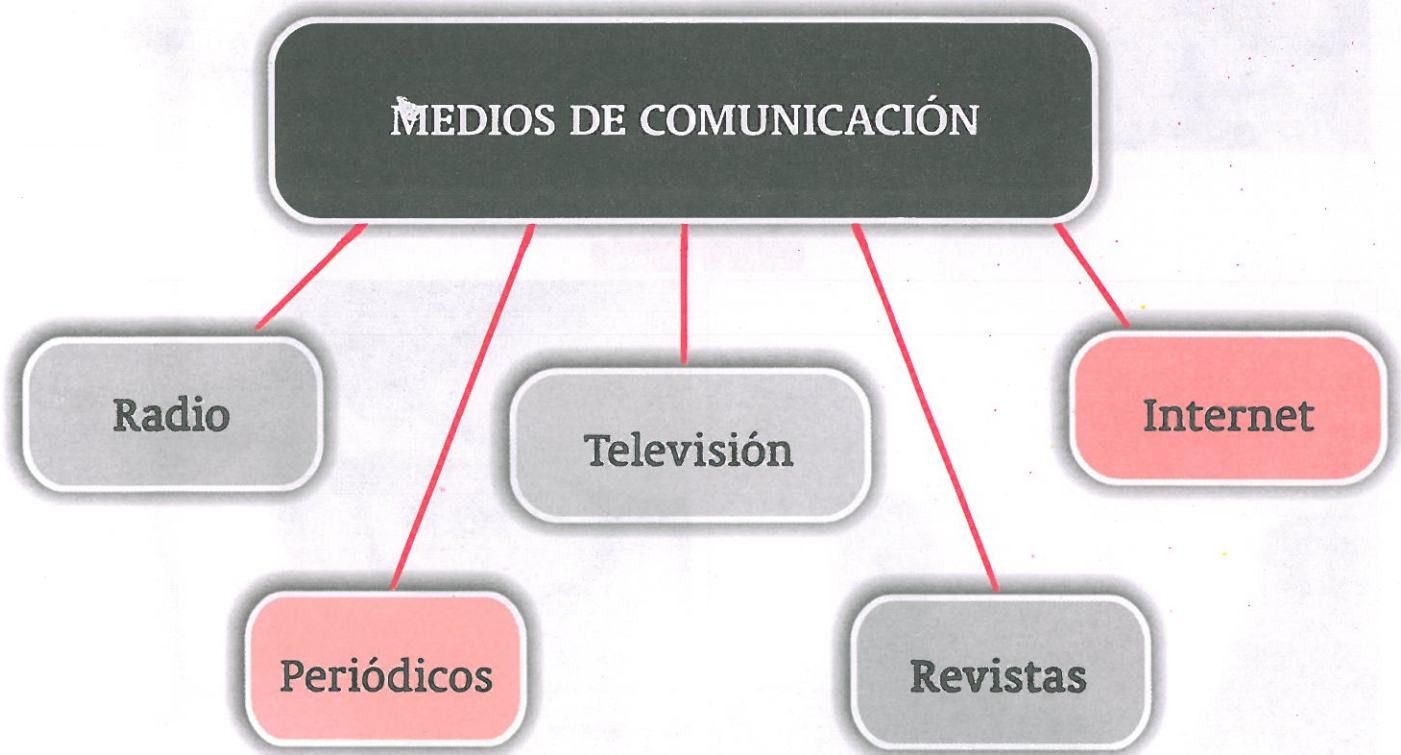 MEDIOS DE COMUNICACIÓN
Radio
Televisión
Internet
Periódicos
Revistas